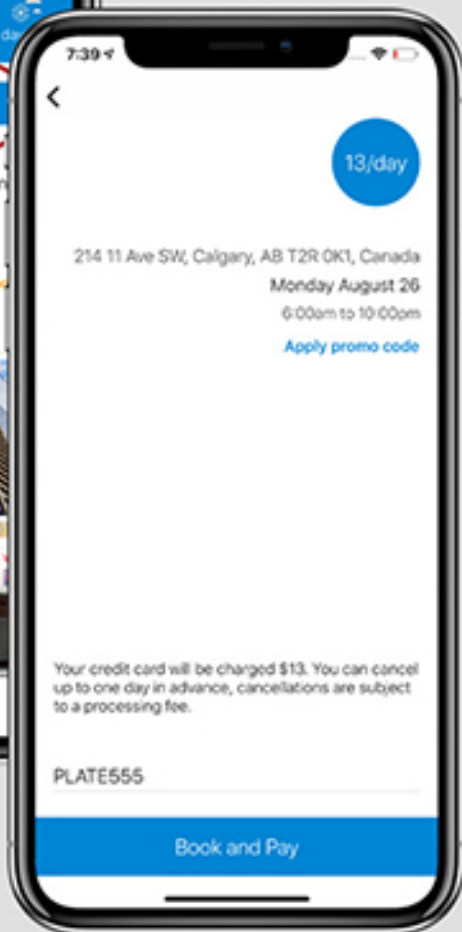 7:39
13/day
214 11 Ave SW, Calgary, AB T2R 0K1, Canada
Monday August 26
6:00am to 10:00pm
Apply promo code
Your credit card will be charged $13. You can cancel
up to one day in advance, cancellations are subject
to a processing fee.
PLATE555
Book and Pay